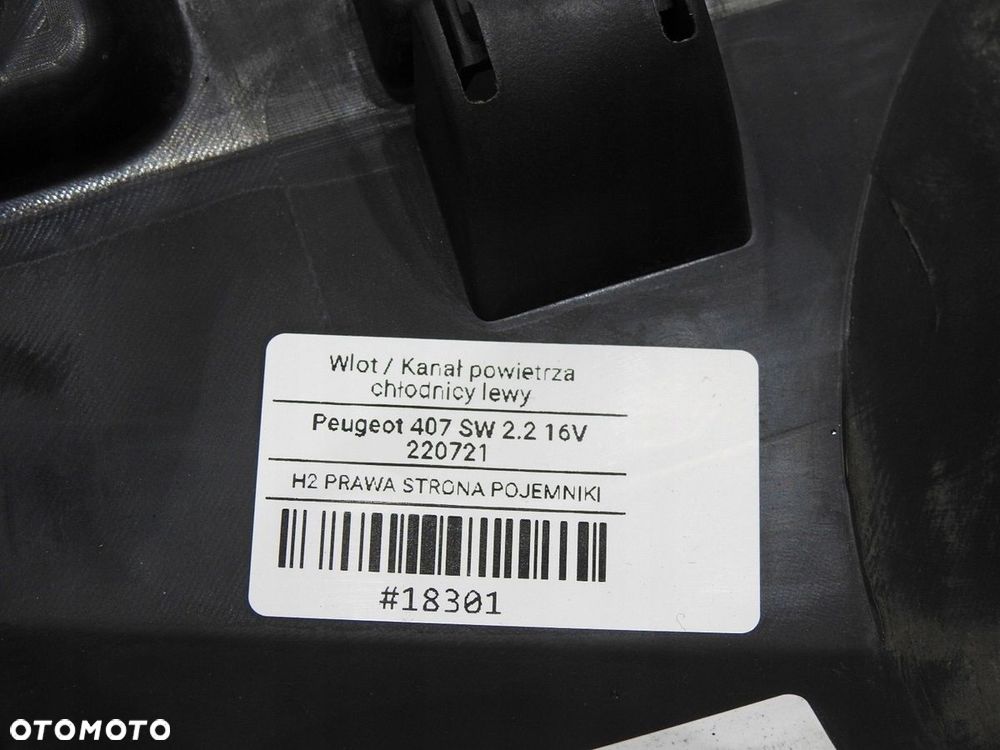 Wlot / Kanał powietrza
chłodnicy lewy
Peugeot 407 SW 2.2 16V
220721
H2 PRAWA STRONA POJEMNIKI
#18301
OTOMOTO